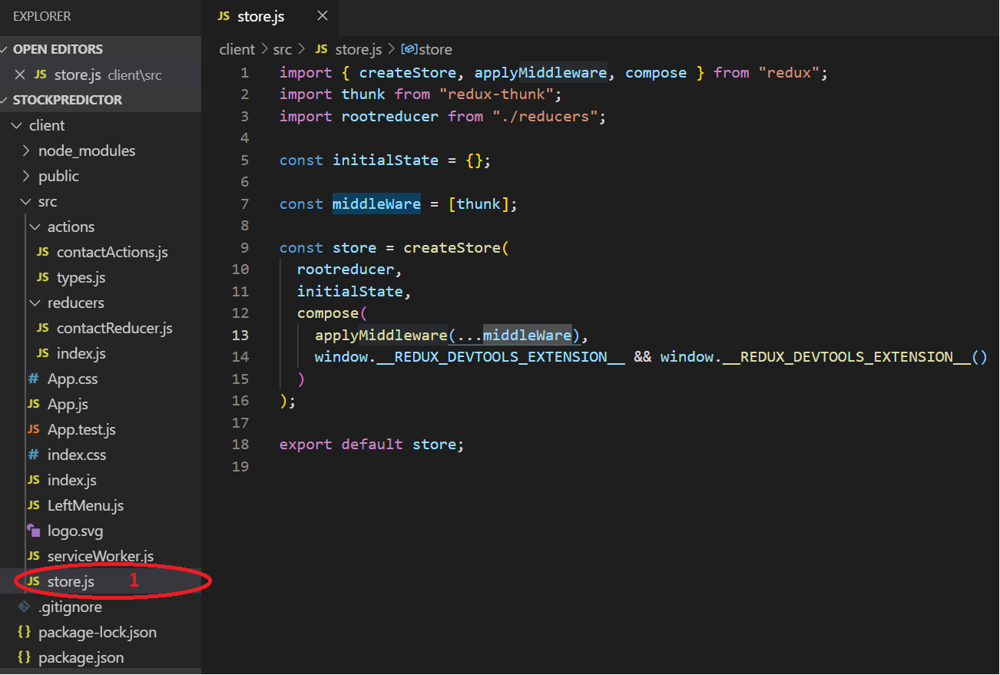 EXPLORER
OPEN EDITORS
JS store.js client\src
STOCKPREDICTOR
client
node_modules
public
src
actions
JS contactActions.js
JS types.js
reducers
JS contactReducer.js
JS index.js
# App.css
JS App.js
JS App.test.js
# index.css
JS index.js
JS LeftMenu.js
logo.svg
JS serviceWorker.js
JS store.js 1
.gitignore
{} package-lock.json
{} package.json
JS store.js
client > src > JS store.js > store
1 import { createStore, applyMiddleware, compose } from "redux";
2 import thunk from "redux-thunk";
3 import rootreducer from "./reducers";
4
5 const initialState = {};
6
7 const middleWare = [thunk];
8
9 const store = createStore(
10 rootreducer,
11 initialState,
12 compose(
13 applyMiddleware(...middleWare),
14 window.__REDUX_DEVTOOLS_EXTENSION__ && window.__REDUX_DEVTOOLS_EXTENSION__()
15 )
16 );
17
18 export default store;
19